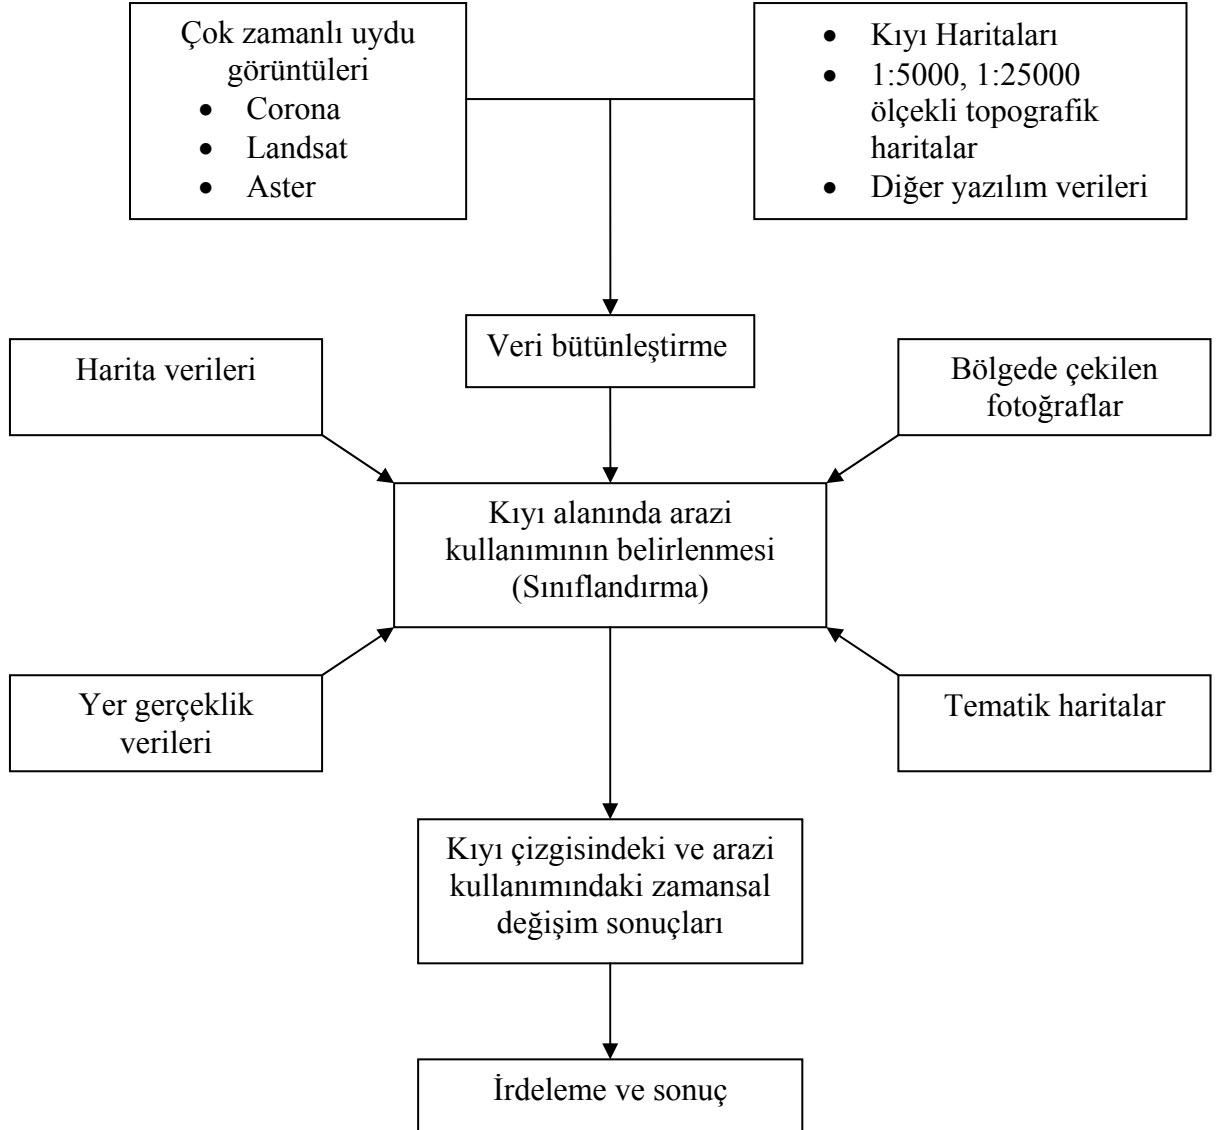 Çok zamanlı uydu
görüntüleri
• Corona
• Landsat
• Aster
• Kıyı Haritaları
• 1:5000, 1:25000
ölçekli topografik
haritalar
• Diğer yazılım verileri
Veri bütünleştirme
Harita verileri
Bölgede çekilen
fotoğraflar
Kıyı alanında arazi
kullanımının belirlenmesi
(Sınıflandırma)
Yer gerçeklik
verileri
Tematik haritalar
Kıyı çizgisindeki ve arazi
kullanımındaki zamansal
değişim sonuçları
İrdeleme ve sonuç